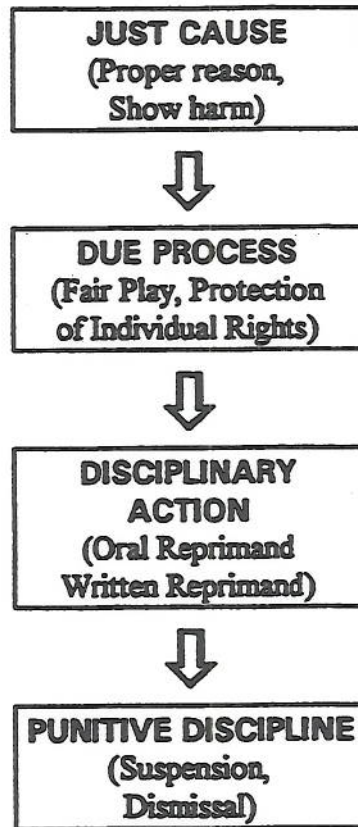 JUST CAUSE
(Proper reason,
Show harm)
DUE PROCESS
(Fair Play, Protection
of Individual Rights)
DISCIPLINARY
ACTION
(Oral Reprimand
Written Reprimand)
PUNITIVE DISCIPLINE
(Suspension,
Dismissal)